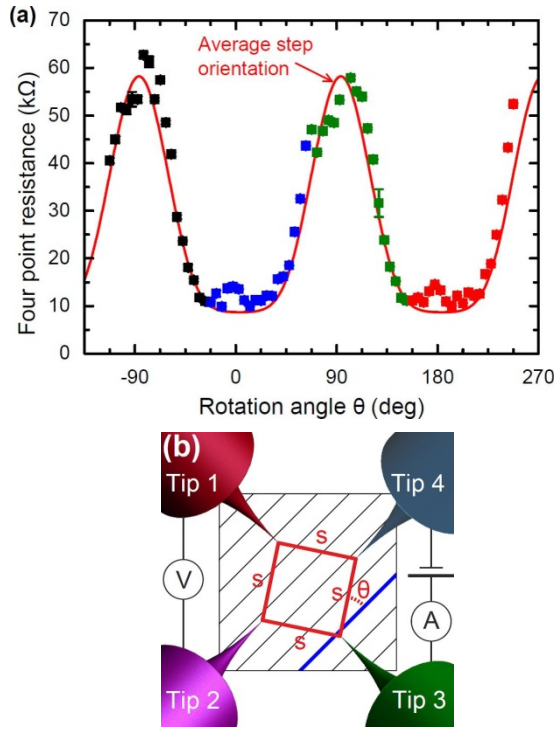 (a)
70
60
50
40
30
20
10
0
Four point resistance (kΩ)
Average step
orientation
-90
0
90
180
270
Rotation angle θ (deg)
(b)
Tip 1
Tip 4
V
A
s
s
s
s
θ
Tip 2
Tip 3